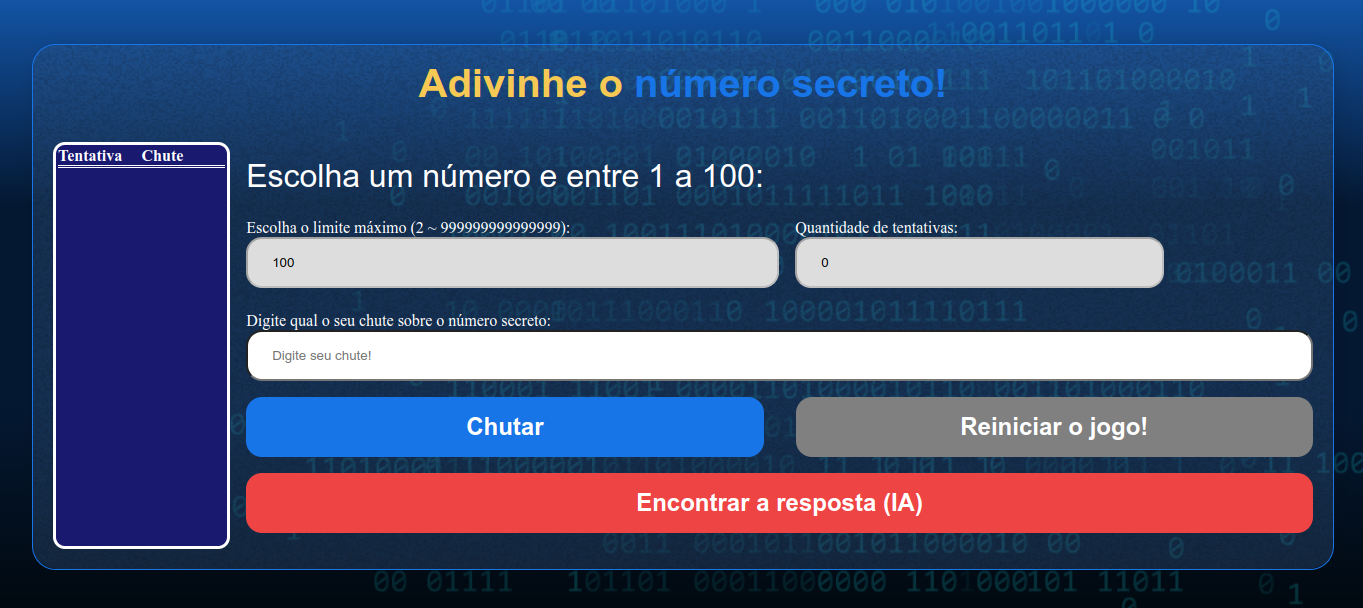 Adivinhe o número secreto!
Tentativa Chute
Escolha um número e entre 1 a 100:
Escolha o limite máximo (2 ~ 999999999999999):
Quantidade de tentativas:
100
0
Digite qual o seu chute sobre o número secreto:
Digite seu chute!
Chutar
Reiniciar o jogo!
Encontrar a resposta (IA)